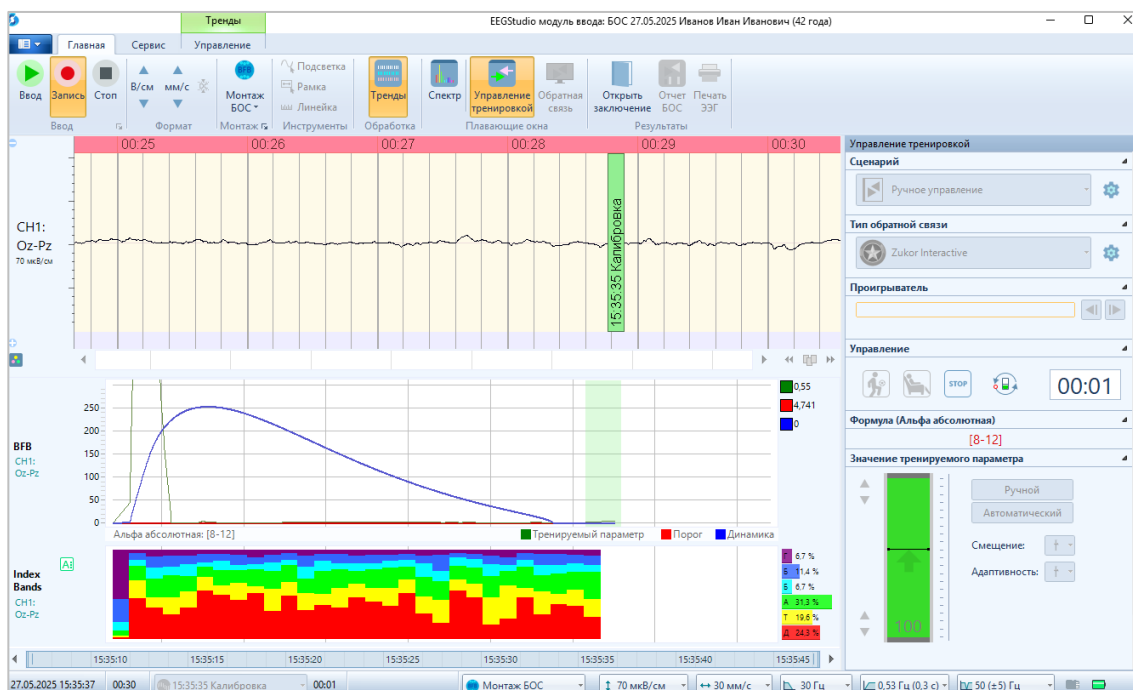 Тренды
EEGStudio модуль ввода: БОС 27.05.2025 Иванов Иван Иванович (42 года)
Главная Сервис Управление
Ввод Запись Стоп В/см мм/с Монтаж БОС Подсветка Рамка Линейка Тренды Спектр Управление тренировкой Обратная связь Открыть заключение Отчет БОС Печать ЭЭГ
Ввод Формат Монтаж Инструменты Обработка Плавающие окна Результаты
00:25 00:26 00:27 00:28 00:29 00:30
CH1:
Oz-Pz
70 мкВ/см
15:35:35 Калибровка
Управление тренировкой
Сценарий
Ручное управление
Тип обратной связи
Zukor Interactive
Проигрыватель
Управление
STOP
00:01
Формула (Альфа абсолютная)
[8-12]
Значение тренируемого параметра
Ручной
Автоматический
Смещение:
Адаптивность:
100
BFB
CH1:
Oz-Pz
250
200
150
100
50
0
0,55
4,741
0
Альфа абсолютная: [8-12] Тренируемый параметр Порог Динамика
Index
Bands
CH1:
Oz-Pz
Г 6,7 %
Б 11,4 %
Б 6,7 %
А 31,3 %
Т 19,6 %
Д 24,3 %
15:35:10 15:35:15 15:35:20 15:35:25 15:35:30 15:35:35 15:35:40 15:35:45
27.05.2025 15:35:37 00:30 15:35:35 Калибровка 00:01 Монтаж БОС 70 мкВ/см 30 мм/с 30 Гц 0,53 Гц (0,3 с) 50 (±5) Гц